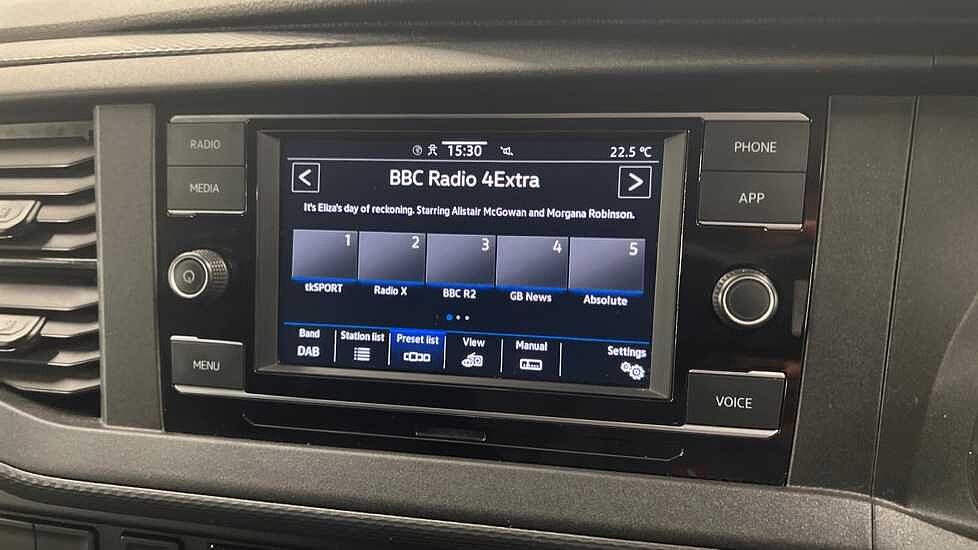 RADIO
MEDIA
MENU
15:30
22.5 °C
<
BBC Radio 4Extra
>
It's Eliza's day of reckoning. Starring Alistair McGowan and Morgana Robinson.
1 2 3 4 5
tkSPORT Radio X BBC R2 GB News Absolute
Band Station list Preset list View Manual Settings
DAB
PHONE
APP
VOICE